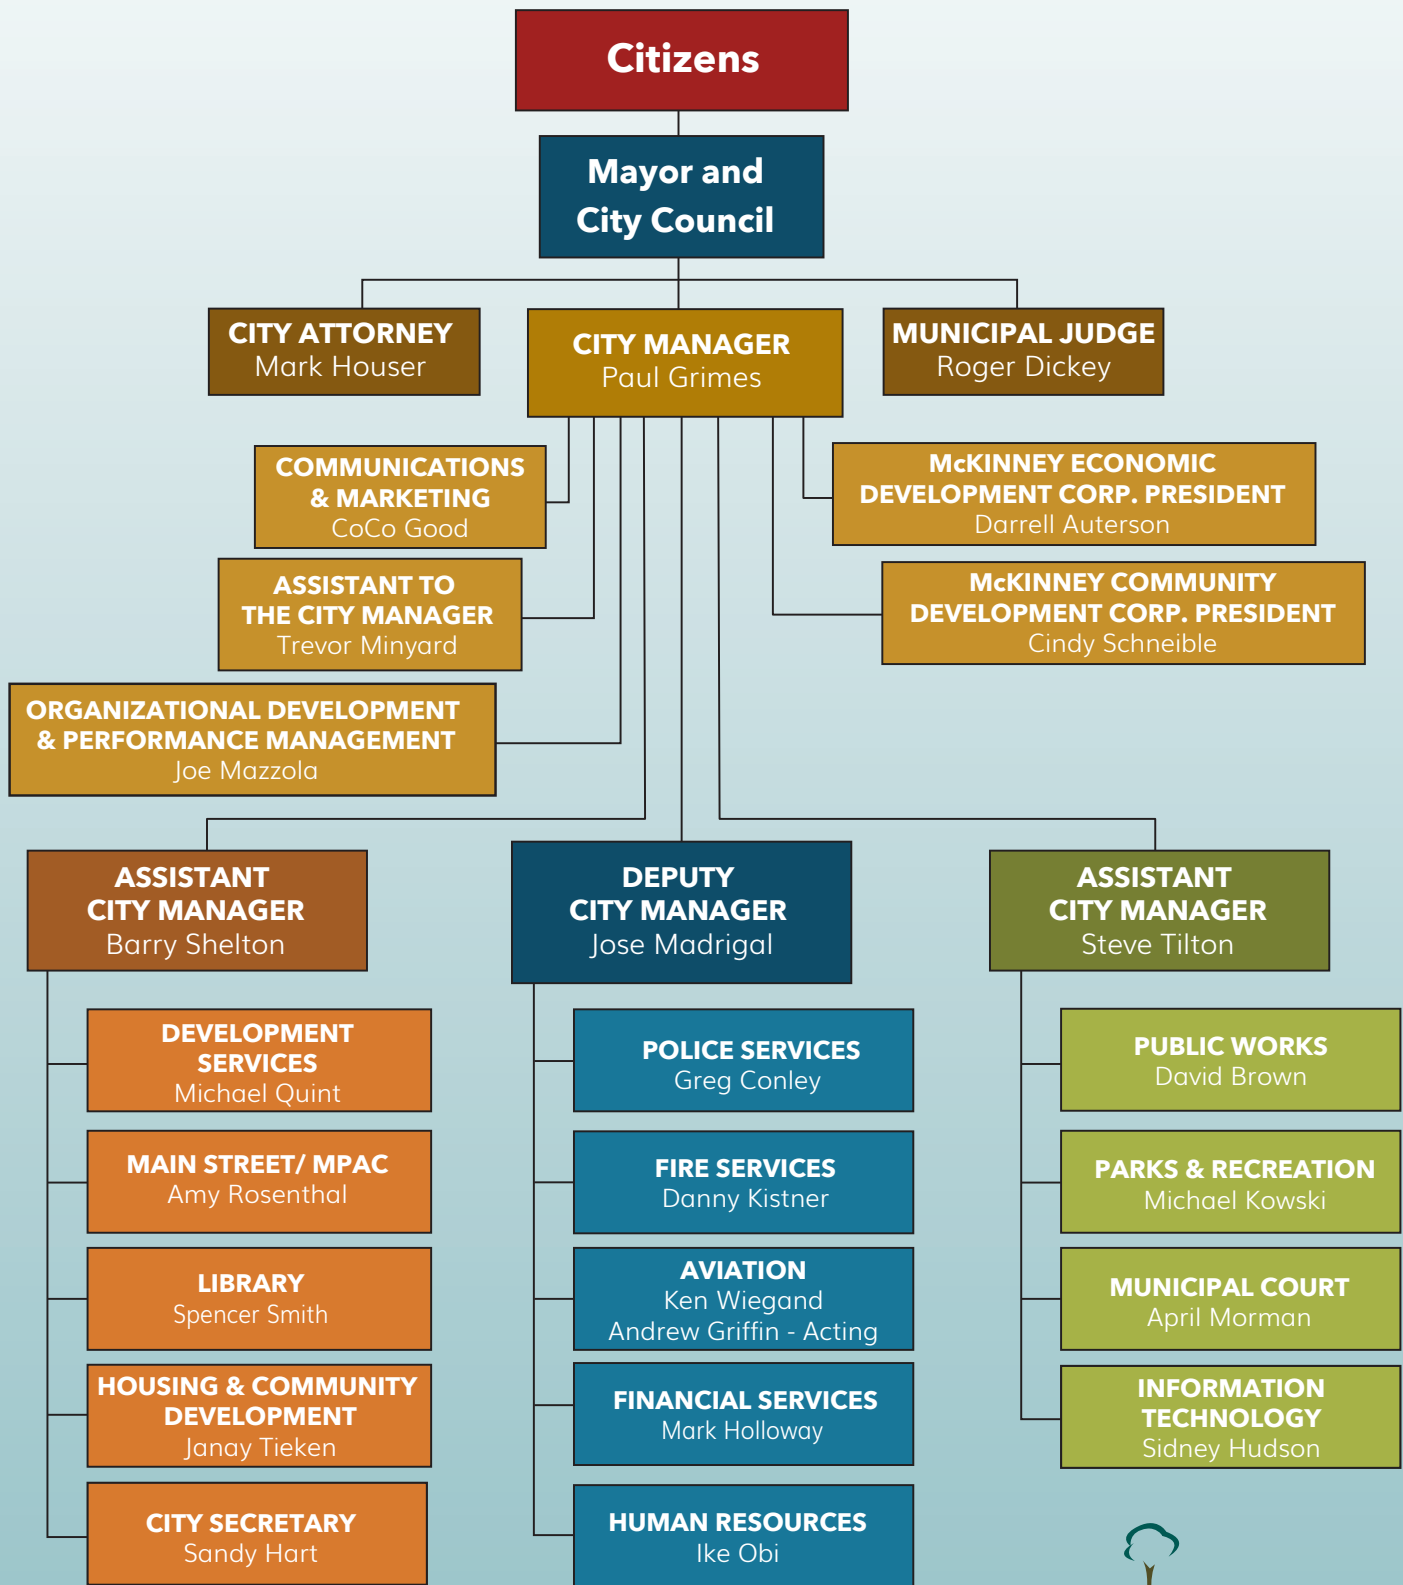 Citizens
Mayor and
City Council
CITY ATTORNEY
Mark Houser
CITY MANAGER
Paul Grimes
MUNICIPAL JUDGE
Roger Dickey
COMMUNICATIONS
& MARKETING
CoCo Good
McKINNEY ECONOMIC
DEVELOPMENT CORP. PRESIDENT
Darrell Auterson
ASSISTANT TO
THE CITY MANAGER
Trevor Minyard
McKINNEY COMMUNITY
DEVELOPMENT CORP. PRESIDENT
Cindy Schneible
ORGANIZATIONAL DEVELOPMENT
& PERFORMANCE MANAGEMENT
Joe Mazzola
ASSISTANT
CITY MANAGER
Barry Shelton
DEVELOPMENT
SERVICES
Michael Quint
MAIN STREET/ MPAC
Amy Rosenthal
LIBRARY
Spencer Smith
HOUSING & COMMUNITY
DEVELOPMENT
Janay Tieken
CITY SECRETARY
Sandy Hart
DEPUTY
CITY MANAGER
Jose Madrigal
POLICE SERVICES
Greg Conley
FIRE SERVICES
Danny Kistner
AVIATION
Ken Wiegand
Andrew Griffin - Acting
FINANCIAL SERVICES
Mark Holloway
HUMAN RESOURCES
Ike Obi
ASSISTANT
CITY MANAGER
Steve Tilton
PUBLIC WORKS
David Brown
PARKS & RECREATION
Michael Kowski
MUNICIPAL COURT
April Morman
INFORMATION
TECHNOLOGY
Sidney Hudson